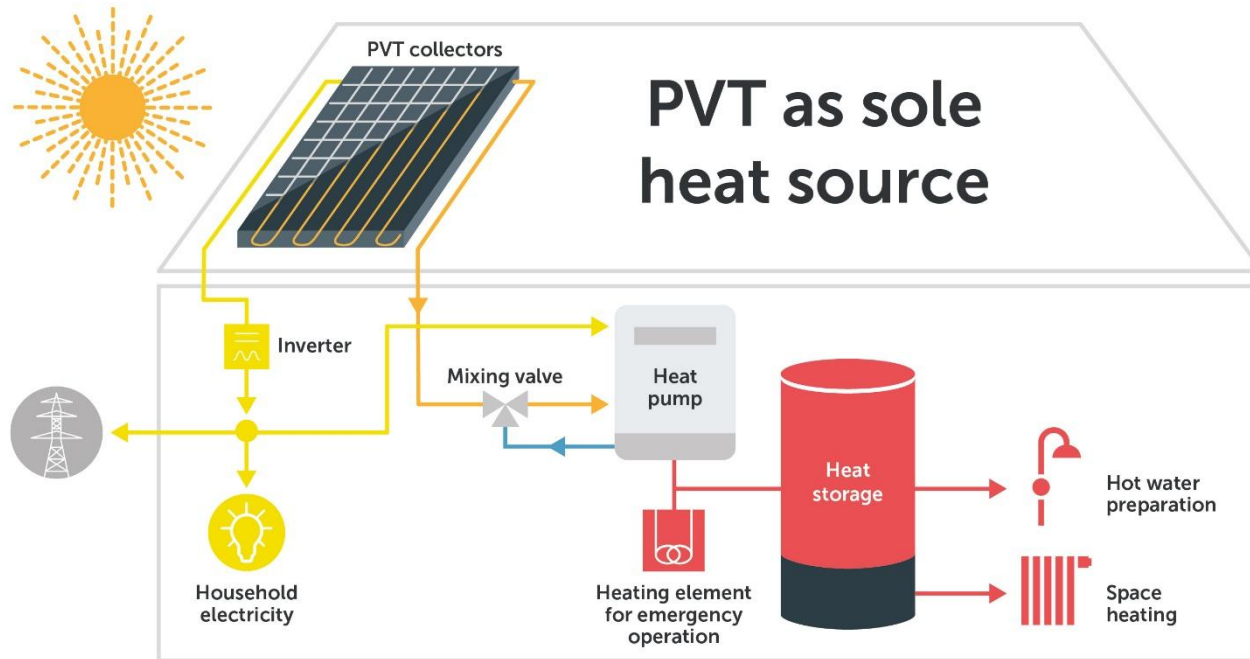 PVT collectors
PVT as sole
heat source
Inverter
Mixing valve
Heat
pump
Heat
storage
Hot water
preparation
Household
electricity
Heating element
for emergency
operation
Space
heating